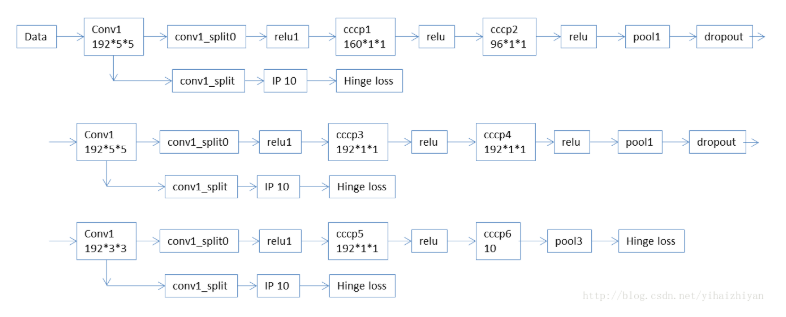 Data Conv1 conv1_split0 relu1 cccp1 relu cccp2 relu pool1 dropout
192*5*5 160*1*1 96*1*1
conv1_split IP 10 Hinge loss
Conv1 conv1_split0 relu1 cccp3 relu cccp4 relu pool1 dropout
192*5*5 192*1*1 192*1*1
conv1_split IP 10 Hinge loss
Conv1 conv1_split0 relu1 cccp5 relu cccp6 pool3 Hinge loss
192*3*3 192*1*1 10
conv1_split IP 10 Hinge loss
http://blog.csdn.net/yihaizhiyan